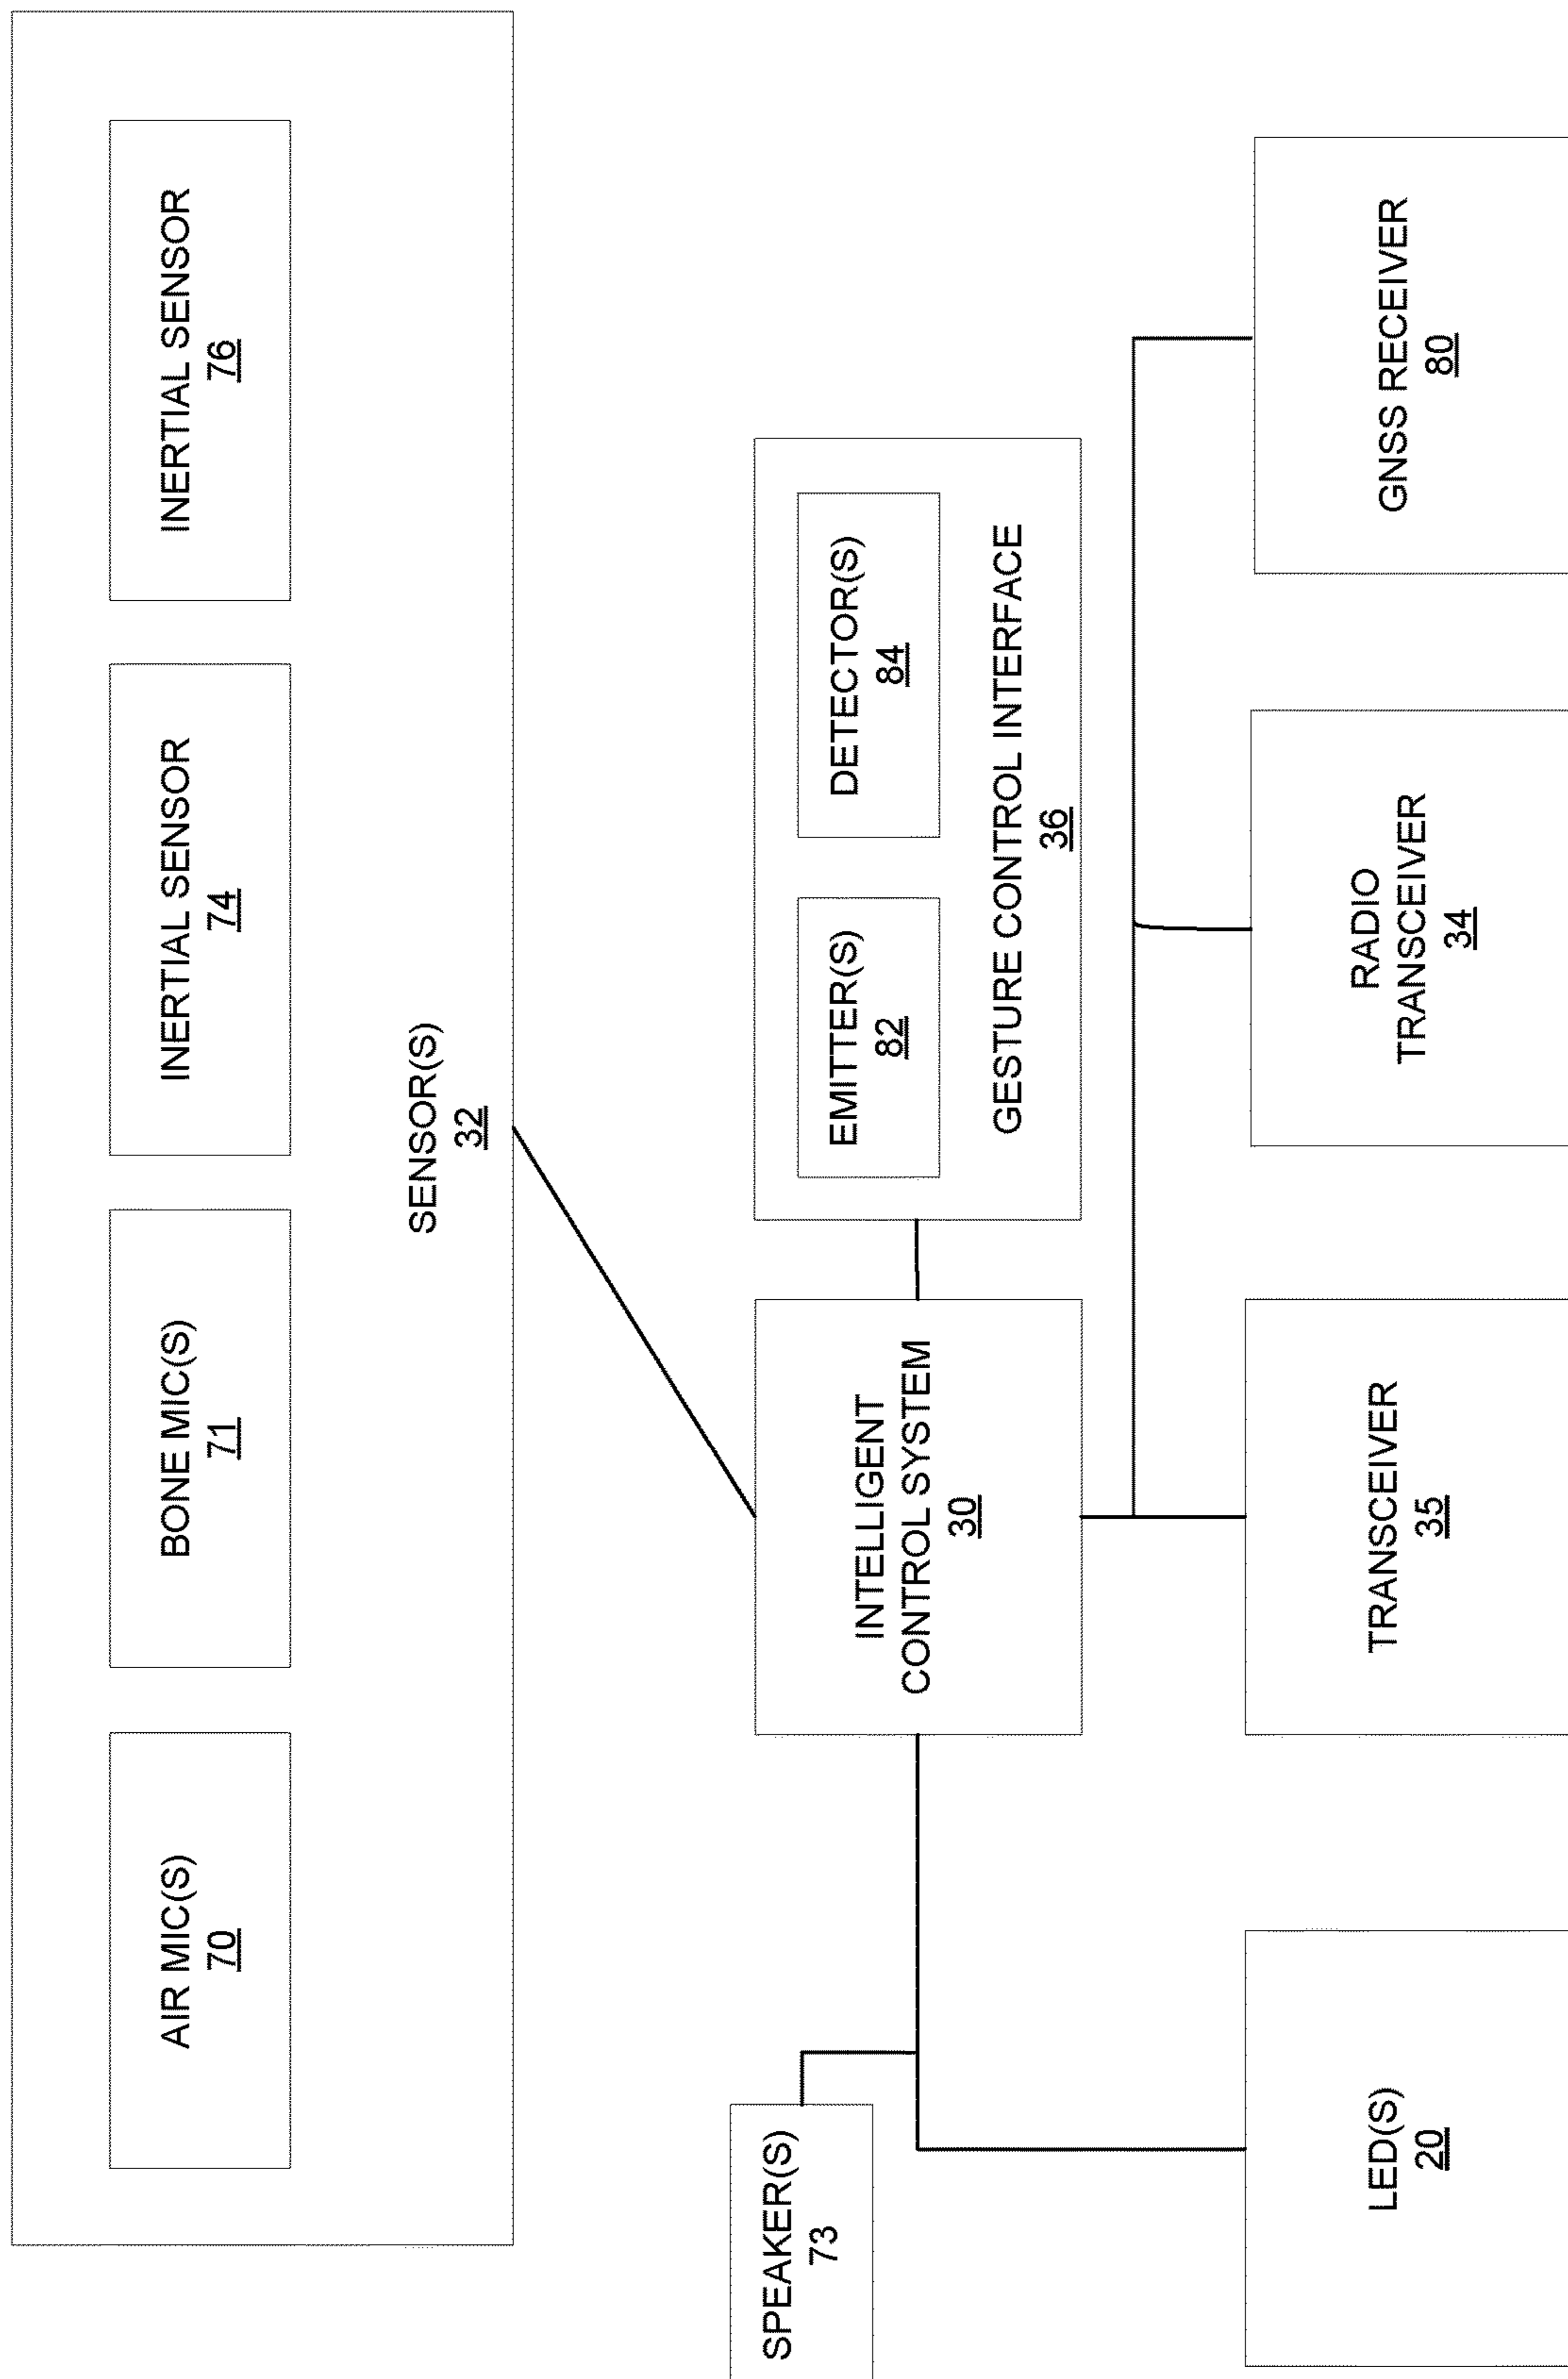 AIR MIC(S)
70
BONE MIC(S)
71
INERTIAL SENSOR
74
INERTIAL SENSOR
76
SENSOR(S)
32
SPEAKER(S)
73
INTELLIGENT
CONTROL SYSTEM
30
EMITTER(S)
82
DETECTOR(S)
84
GESTURE CONTROL INTERFACE
36
LED(S)
20
TRANSCEIVER
35
RADIO
TRANSCEIVER
34
GNSS RECEIVER
80